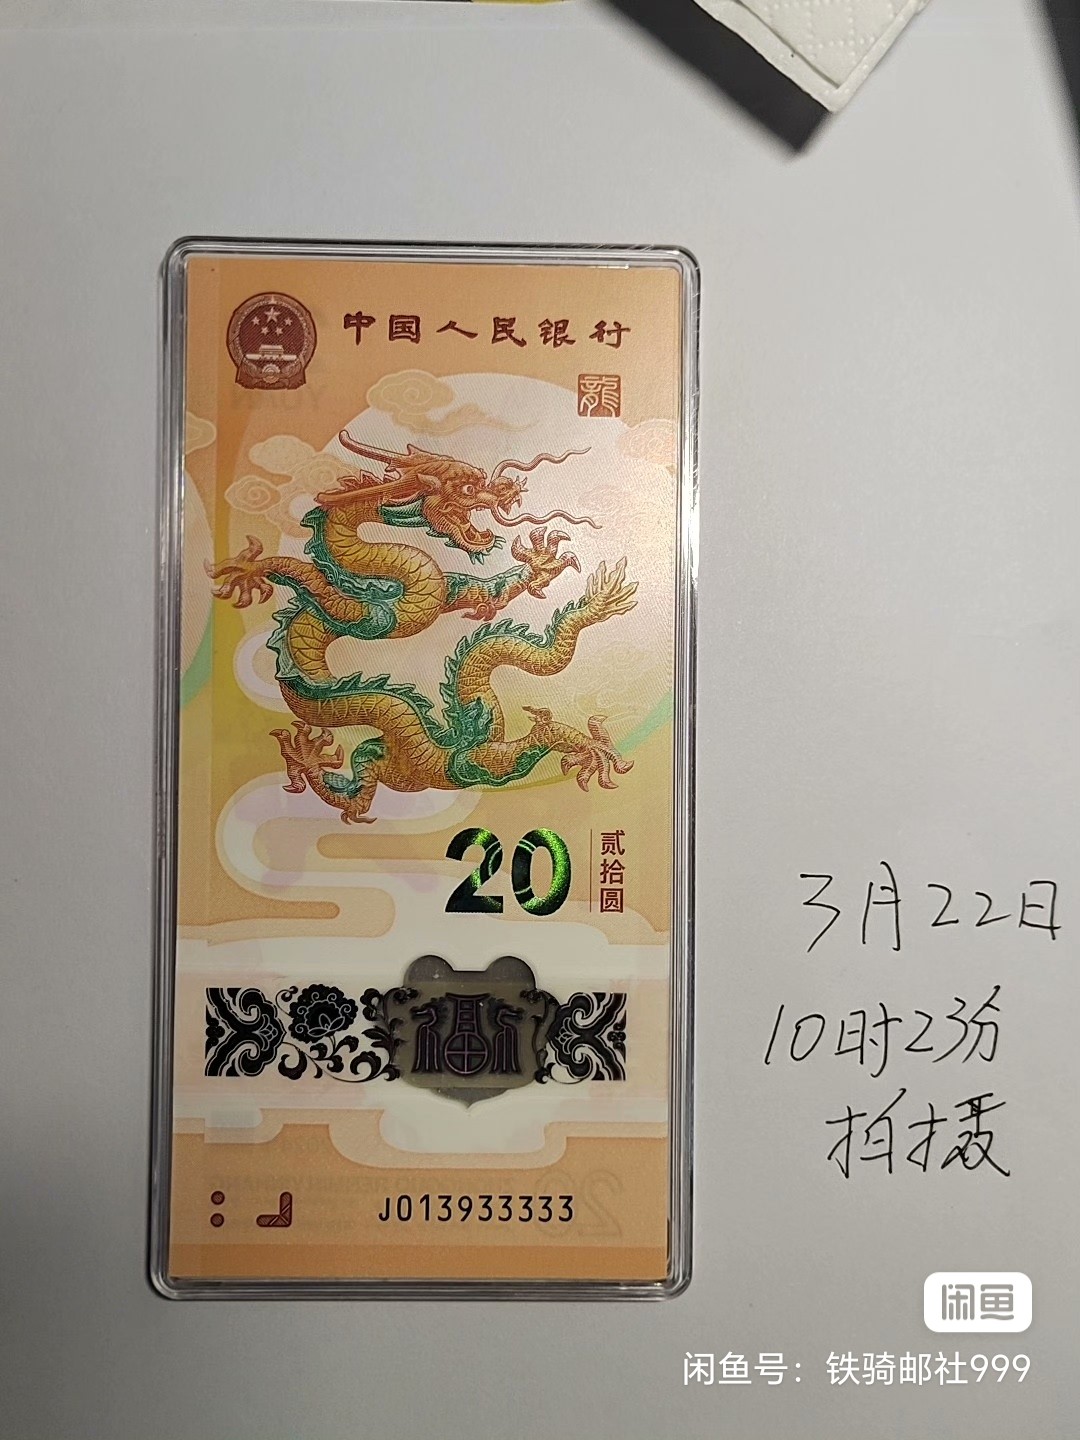 中国人民银行
龍
20
贰拾圆
J013933333
3月22日
10时23分
拍摄
闲鱼
闲鱼号：铁骑邮社999